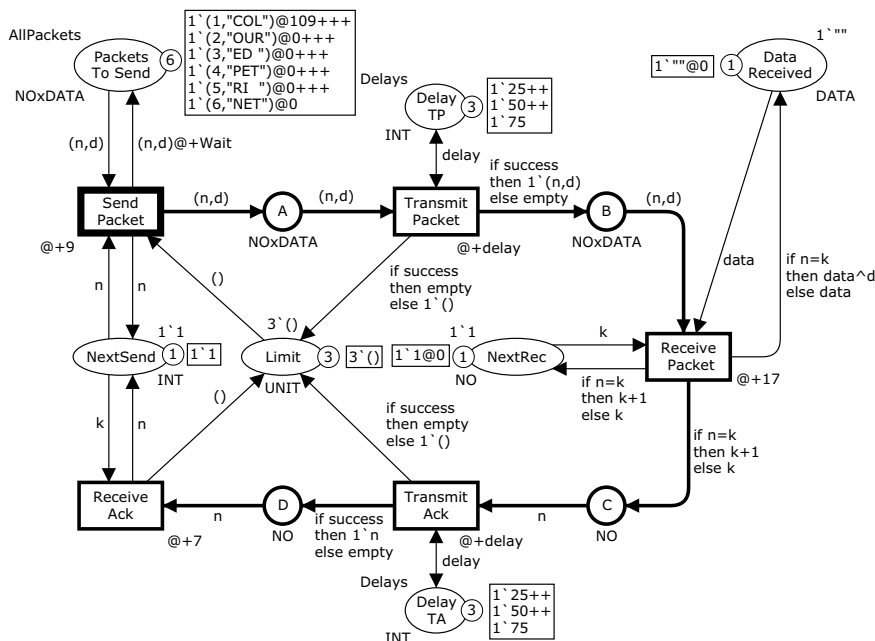 AllPackets
Packets
To Send
6
1`(1,"COL")@109+++
1`(2,"OUR")@0+++
1`(3,"ED ")@0+++
1`(4,"PET")@0+++
1`(5,"RI  ")@0+++
1`(6,"NET")@0
NOxDATA
1`""
1`""@0
1
Data
Received
DATA
Delays
Delay
TP
3
1`25++
1`50++
1`75
INT
(n,d)
(n,d)@+Wait
delay
Send
Packet
@+9
(n,d)
A
NOxDATA
(n,d)
Transmit
Packet
@+delay
if success
then 1`(n,d)
else empty
B
NOxDATA
(n,d)
data
if n=k
then data^d
else data
n
n
()
if success
then empty
else 1`()
1`1
NextSend
1
1`1
INT
3`()
Limit
3
3`()
UNIT
1`1
1`1@0
1
NextRec
NO
k
if n=k
then k+1
else k
Receive
Packet
@+17
k
n
()
if success
then empty
else 1`()
if n=k
then k+1
else k
Receive
Ack
@+7
n
D
NO
if success
then 1`n
else empty
Transmit
Ack
@+delay
n
C
NO
delay
Delays
Delay
TA
3
1`25++
1`50++
1`75
INT